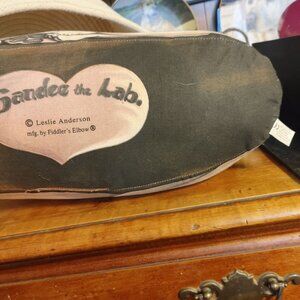 Sandee the Lab.
© Leslie Anderson
mfg. by Fiddler's Elbow®